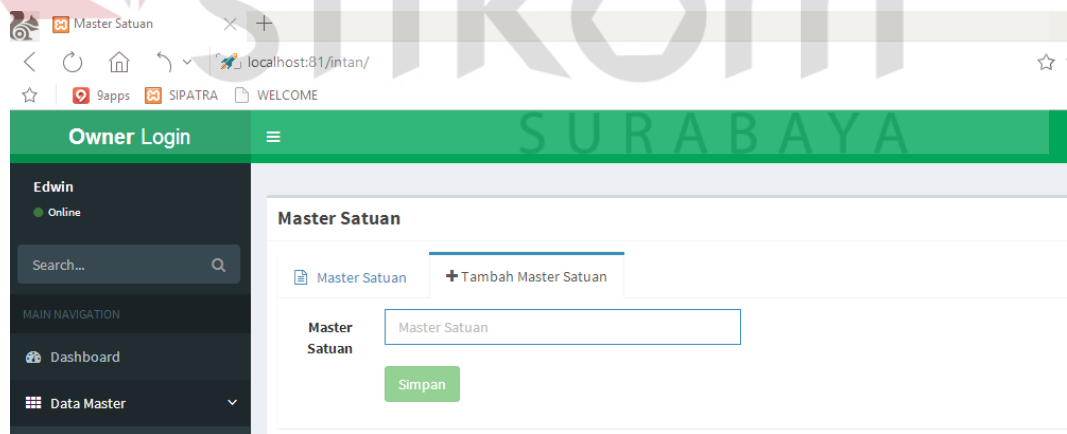 Master Satuan
localhost:81/intan/
9apps
SIPATRA
WELCOME
Owner Login
SURABAYA
Edwin
Online
Search...
MAIN NAVIGATION
Dashboard
Data Master
Master Satuan
Master Satuan
Tambah Master Satuan
Master Satuan
Master Satuan
Simpan